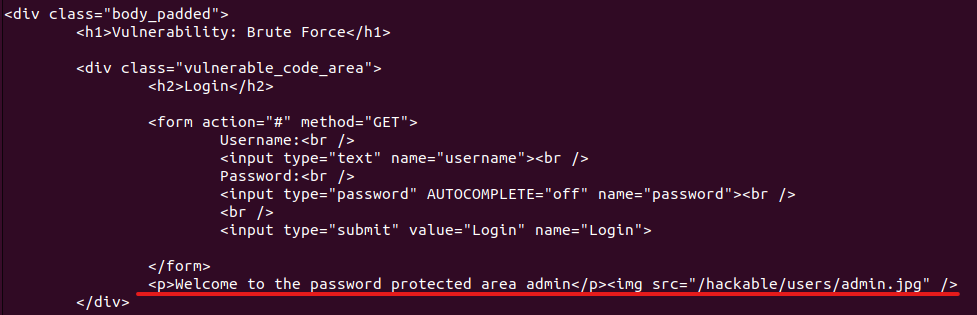 <div class="body_padded">
<h1>Vulnerability: Brute Force</h1>
<div class="vulnerable_code_area">
<h2>Login</h2>
<form action="#" method="GET">
Username:<br />
<input type="text" name="username"><br />
Password:<br />
<input type="password" AUTOCOMPLETE="off" name="password"><br />
<br />
<input type="submit" value="Login" name="Login">
</form>
<p>Welcome to the password protected area admin</p><img src="/hackable/users/admin.jpg" />
</div>